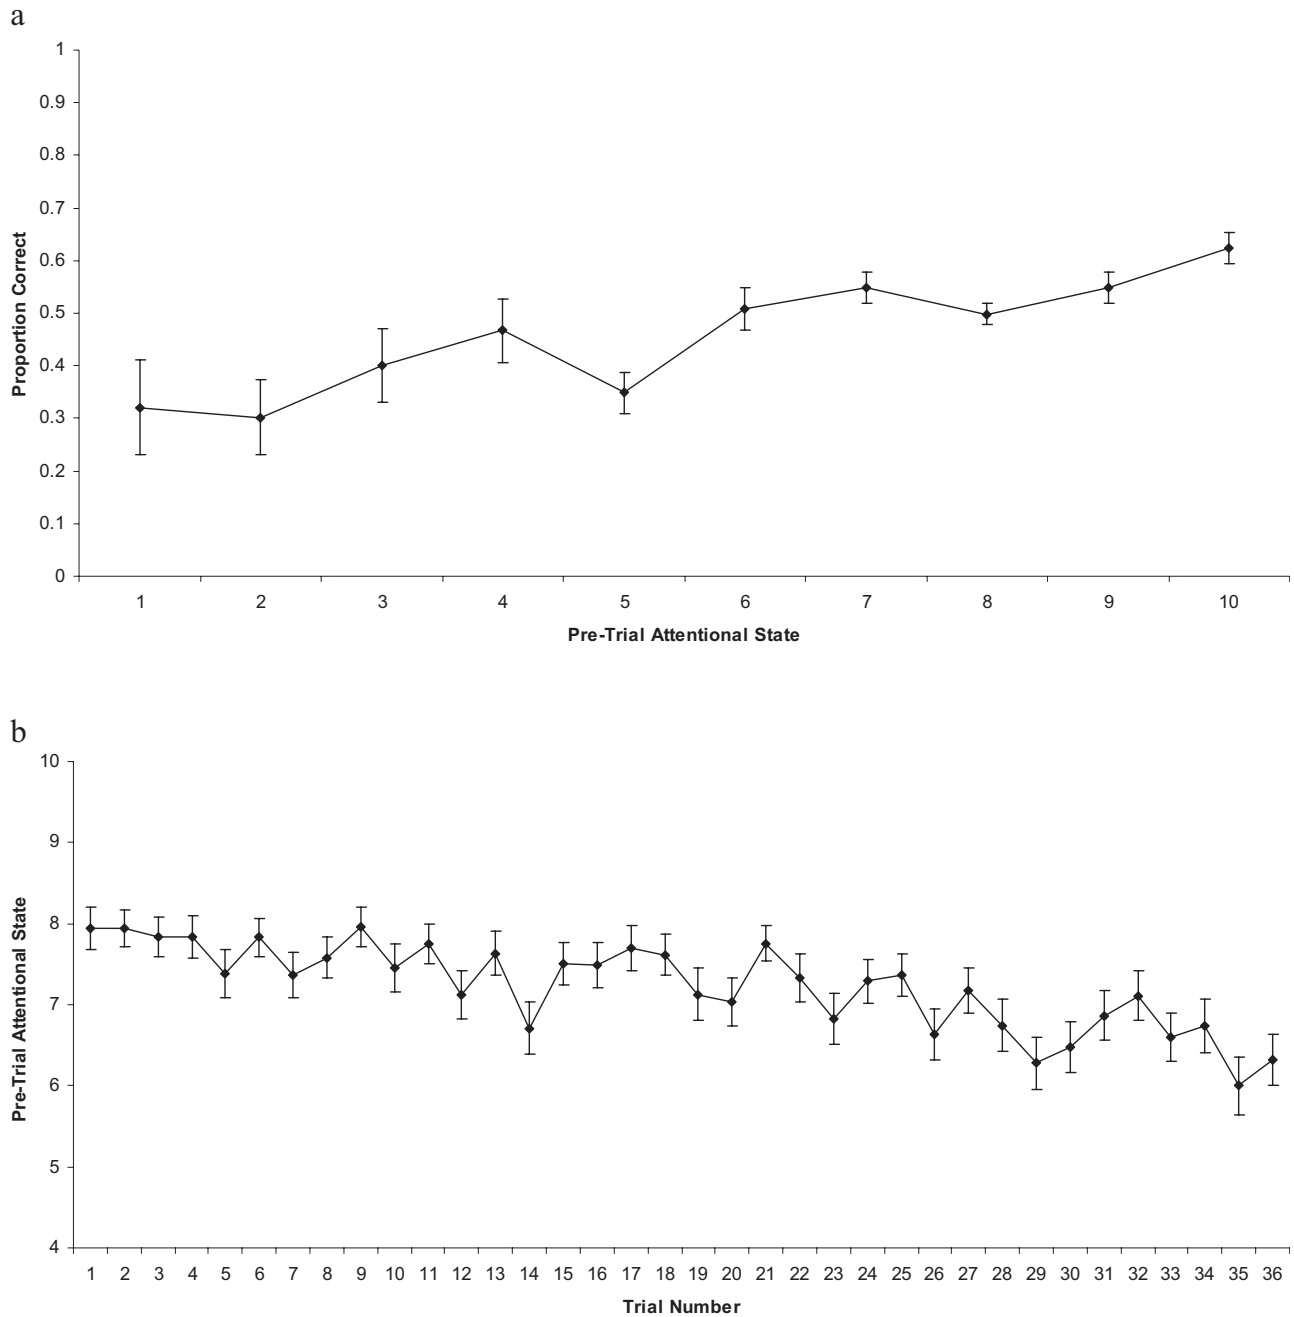 a
1
0.9
0.8
0.7
0.6
0.5
0.4
0.3
0.2
0.1
0
Proportion Correct
1 2 3 4 5 6 7 8 9 10
Pre-Trial Attentional State
b
10
9
8
7
6
5
4
Pre-Trial Attentional State
1 2 3 4 5 6 7 8 9 10 11 12 13 14 15 16 17 18 19 20 21 22 23 24 25 26 27 28 29 30 31 32 33 34 35 36
Trial Number